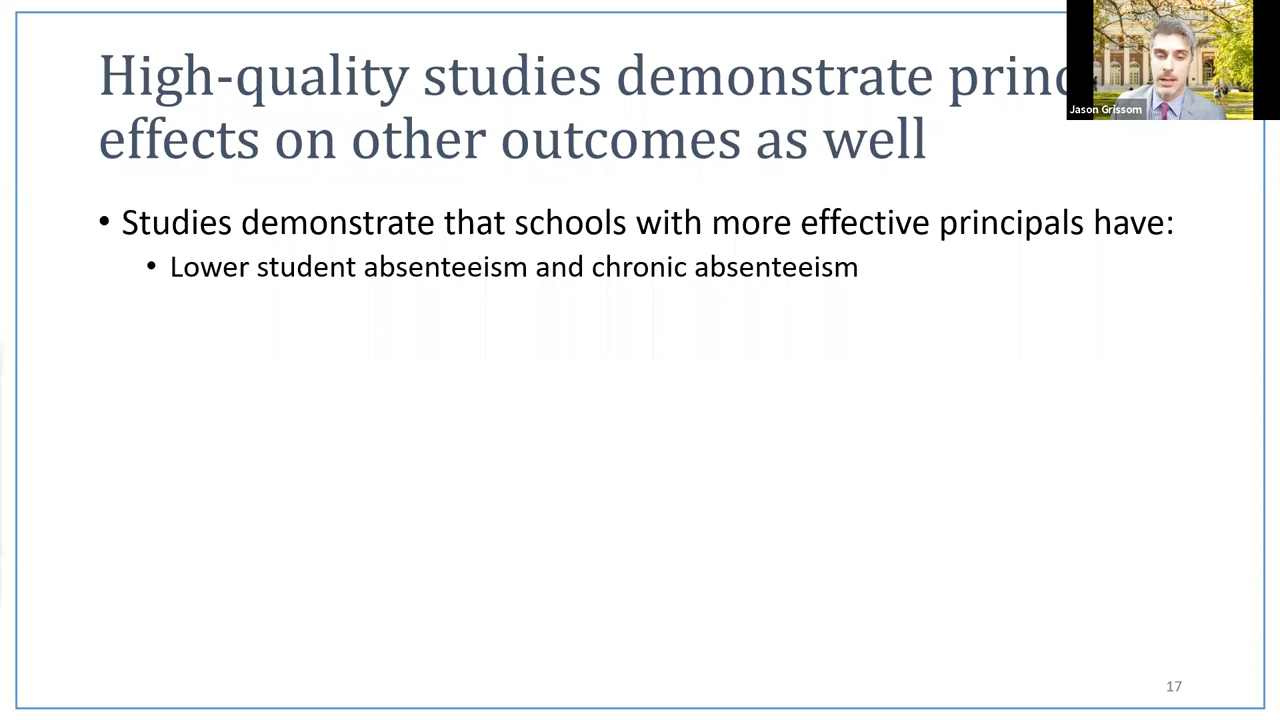 High-quality studies demonstrate
effects on other outcomes as well
• Studies demonstrate that schools with more effective principals have:
• Lower student absenteeism and chronic absenteeism
Jason Grissom
17